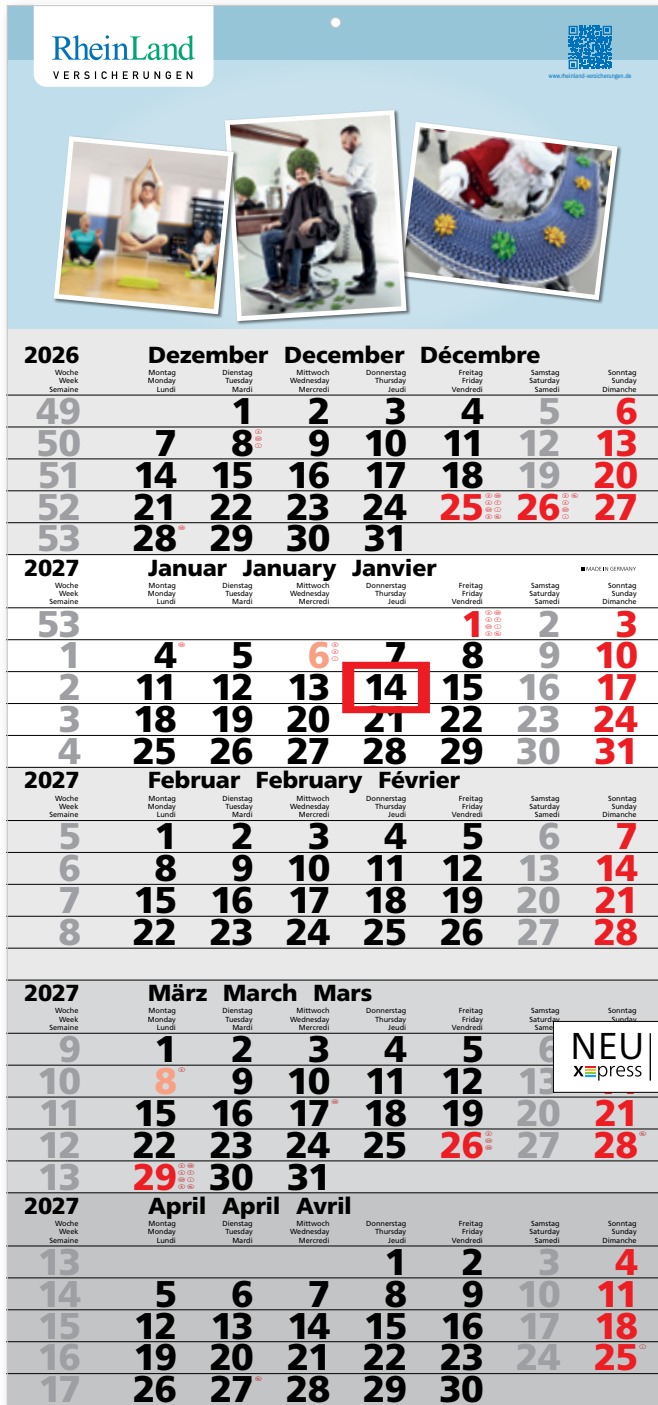 RheinLand
VERSICHERUNGEN
www.rheinland-versicherungen.de
2026 Dezember December Décembre
Woche Montag Dienstag Mittwoch Donnerstag Freitag Samstag Sonntag
Week Monday Tuesday Wednesday Thursday Friday Saturday Sunday
Semaine Lundi Mardi Mercredi Jeudi Vendredi Samedi Dimanche
49 1 2 3 4 5 6
50 7 8 9 10 11 12 13
51 14 15 16 17 18 19 20
52 21 22 23 24 25 26 27
53 28 29 30 31
2027 Januar January Janvier
MADE IN GERMANY
Woche Montag Dienstag Mittwoch Donnerstag Freitag Samstag Sonntag
Week Monday Tuesday Wednesday Thursday Friday Saturday Sunday
Semaine Lundi Mardi Mercredi Jeudi Vendredi Samedi Dimanche
53 1 2 3
1 4 5 6 7 8 9 10
2 11 12 13 14 15 16 17
3 18 19 20 21 22 23 24
4 25 26 27 28 29 30 31
2027 Februar February Février
Woche Montag Dienstag Mittwoch Donnerstag Freitag Samstag Sonntag
Week Monday Tuesday Wednesday Thursday Friday Saturday Sunday
Semaine Lundi Mardi Mercredi Jeudi Vendredi Samedi Dimanche
5 1 2 3 4 5 6 7
6 8 9 10 11 12 13 14
7 15 16 17 18 19 20 21
8 22 23 24 25 26 27 28
2027 März March Mars
Woche Montag Dienstag Mittwoch Donnerstag Freitag Samstag Sonntag
Week Monday Tuesday Wednesday Thursday Friday Saturday Sunday
Semaine Lundi Mardi Mercredi Jeudi Vendredi
9 1 2 3 4 5 6
NEU
xpress
10 8 9 10 11 12 13
11 15 16 17 18 19 20 21
12 22 23 24 25 26 27 28
13 29 30 31
2027 April April Avril
Woche Montag Dienstag Mittwoch Donnerstag Freitag Samstag Sonntag
Week Monday Tuesday Wednesday Thursday Friday Saturday Sunday
Semaine Lundi Mardi Mercredi Jeudi Vendredi Samedi Dimanche
13 1 2 3 4
14 5 6 7 8 9 10 11
15 12 13 14 15 16 17 18
16 19 20 21 22 23 24 25
17 26 27 28 29 30